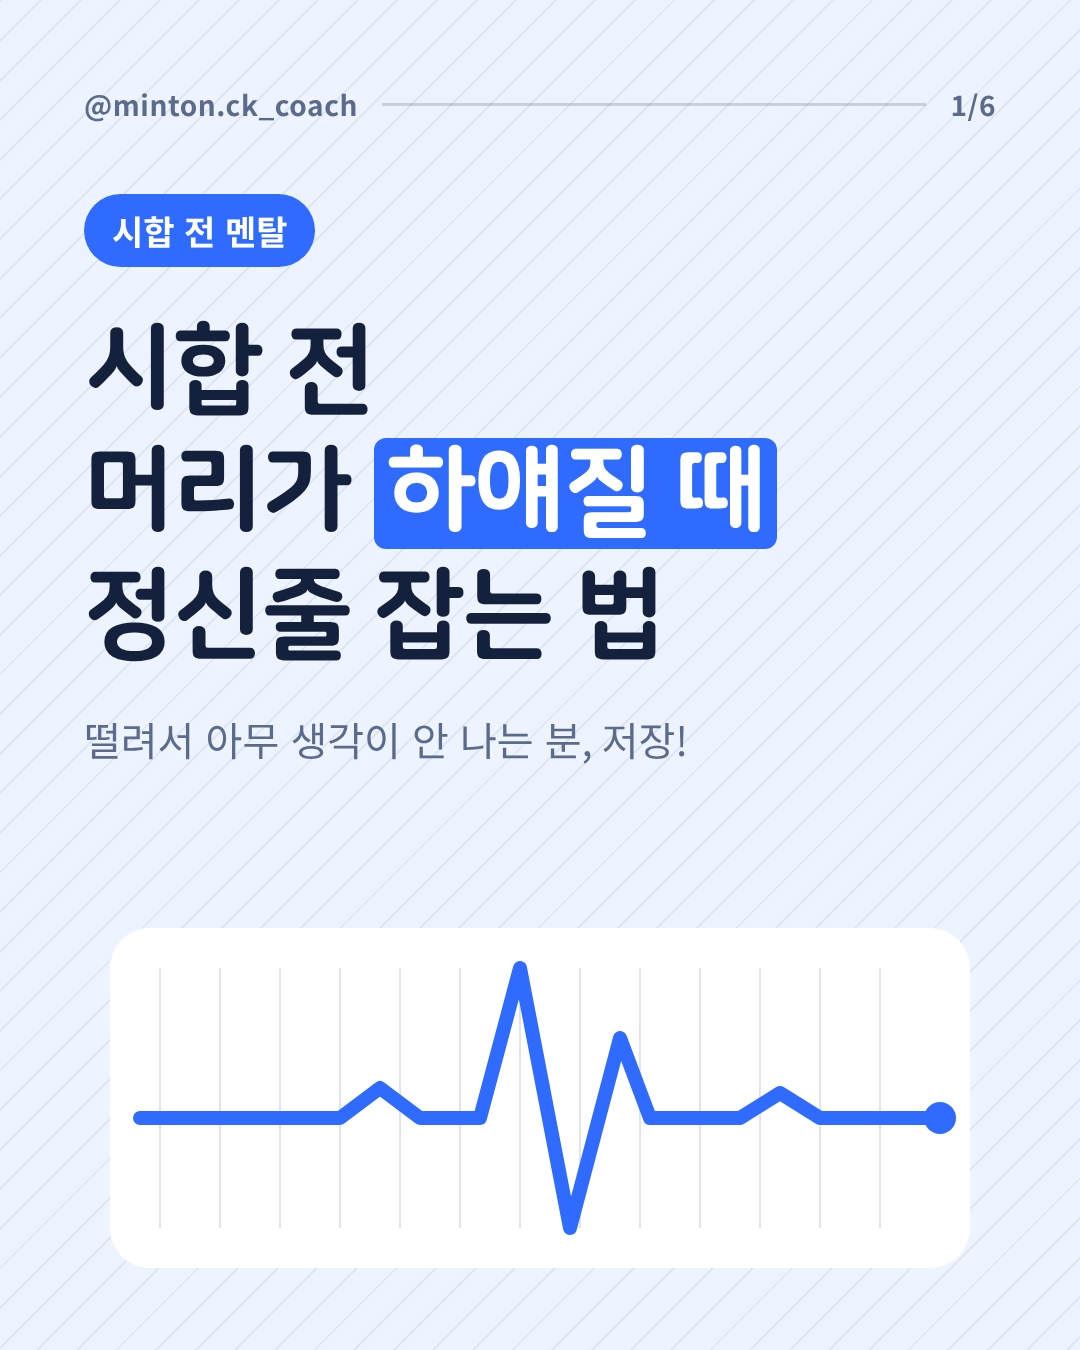 @minton.ck_coach 1/6
시합 전 멘탈
시합 전
머리가 하얘질 때
정신줄 잡는 법
떨려서 아무 생각이 안 나는 분, 저장!